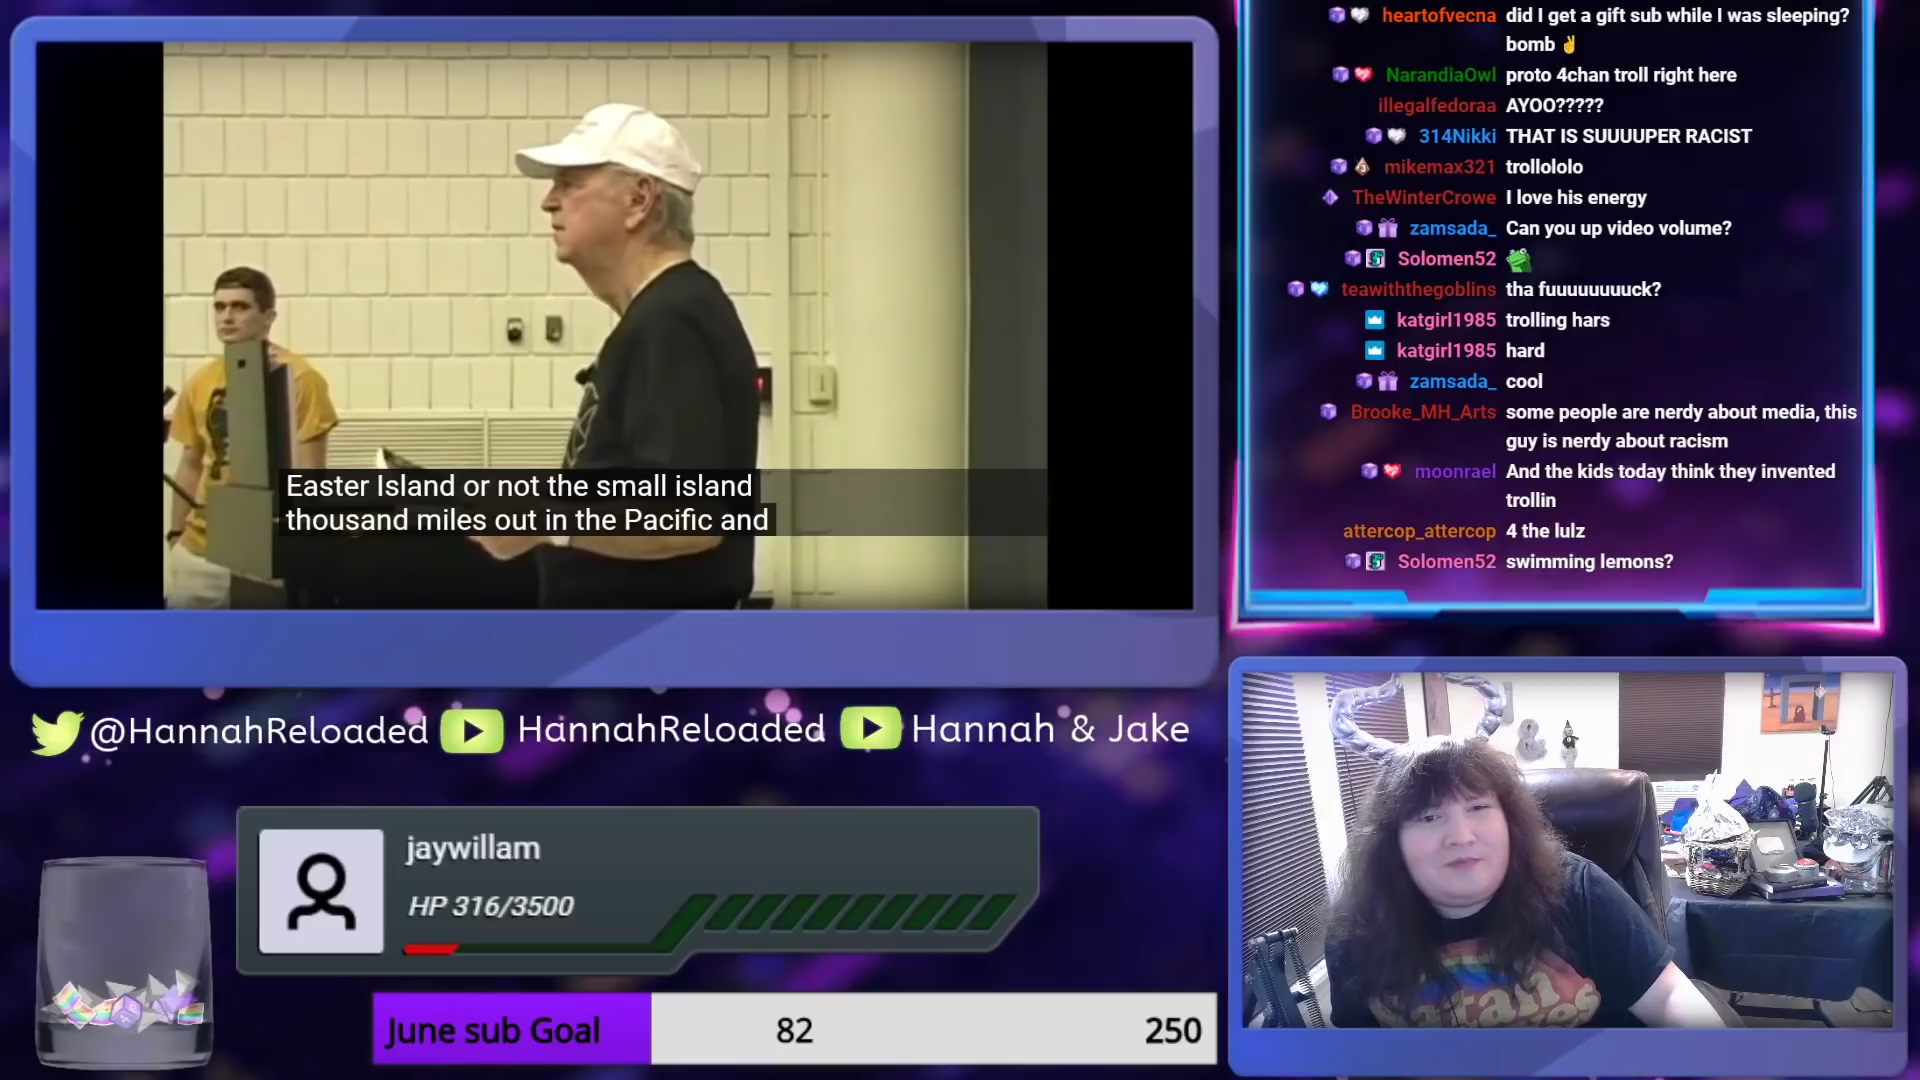 Easter Island or not the small island
thousand miles out in the Pacific and
heartofvecna did I get a gift sub while I was sleeping?
bomb ✌
NarandiaOwl proto 4chan troll right here
illegalfedoraa AYOO?????
314Nikki THAT IS SUUUUPER RACIST
mikemax321 trollololo
TheWinterCrowe I love his energy
zamsada_ Can you up video volume?
Solomen52
teawiththegoblins tha fuuuuuuuuck?
katgirl1985 trolling hars
katgirl1985 hard
zamsada_ cool
Brooke_MH_Arts some people are nerdy about media, this
guy is nerdy about racism
moonrael And the kids today think they invented
trollin
attercop_attercop 4 the lulz
Solomen52 swimming lemons?
@HannahReloaded HannahReloaded Hannah & Jake
jaywillam
HP 316/3500
June sub Goal 82 250
&